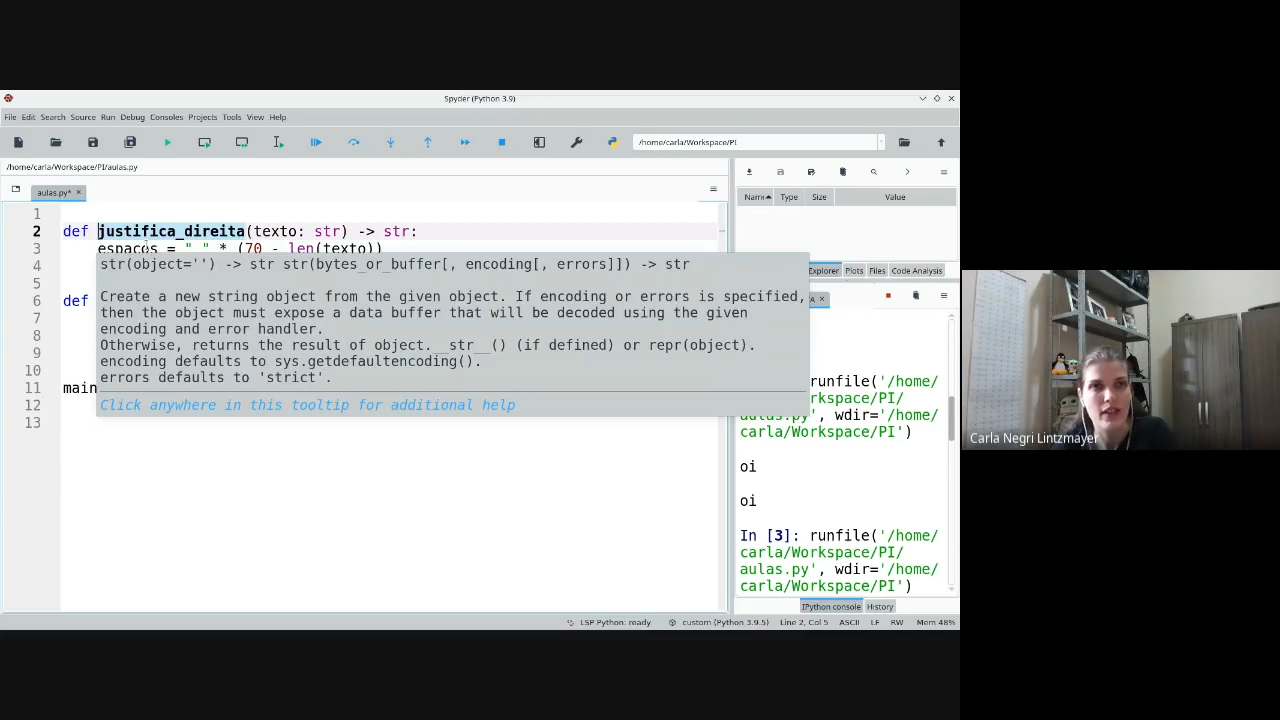 Spyder (Python 3.9)
File Edit Search Source Run Debug Consoles Projects Tools View Help
/home/carla/Workspace/PI
/home/carla/Workspace/PI/aulas.py
aulas.py*
Name Type Size Value
1
2 def justifica_direita(texto: str) -> str:
3 espacos = " " * (70 - len(texto))
4
5
6 def
7
8
9
10
11 main
12
13
str(object='') -> str str(bytes_or_buffer[, encoding[, errors]]) -> str
Create a new string object from the given object. If encoding or errors is specified,
then the object must expose a data buffer that will be decoded using the given
encoding and error handler.
Otherwise, returns the result of object.__str__() (if defined) or repr(object).
encoding defaults to sys.getdefaultencoding().
errors defaults to 'strict'.
Click anywhere in this tooltip for additional help
Explorer Plots Files Code Analysis
A
runfile('/home/
carla/Workspace/PI/
aulas.py', wdir='/home/
carla/Workspace/PI')
oi
oi
In [3]: runfile('/home/
carla/Workspace/PI/
aulas.py', wdir='/home/
carla/Workspace/PI')
IPython console History
LSP Python: ready custom (Python 3.9.5) Line 2, Col 5 ASCII LF RW Mem 48%
Carla Negri Lintzmayer